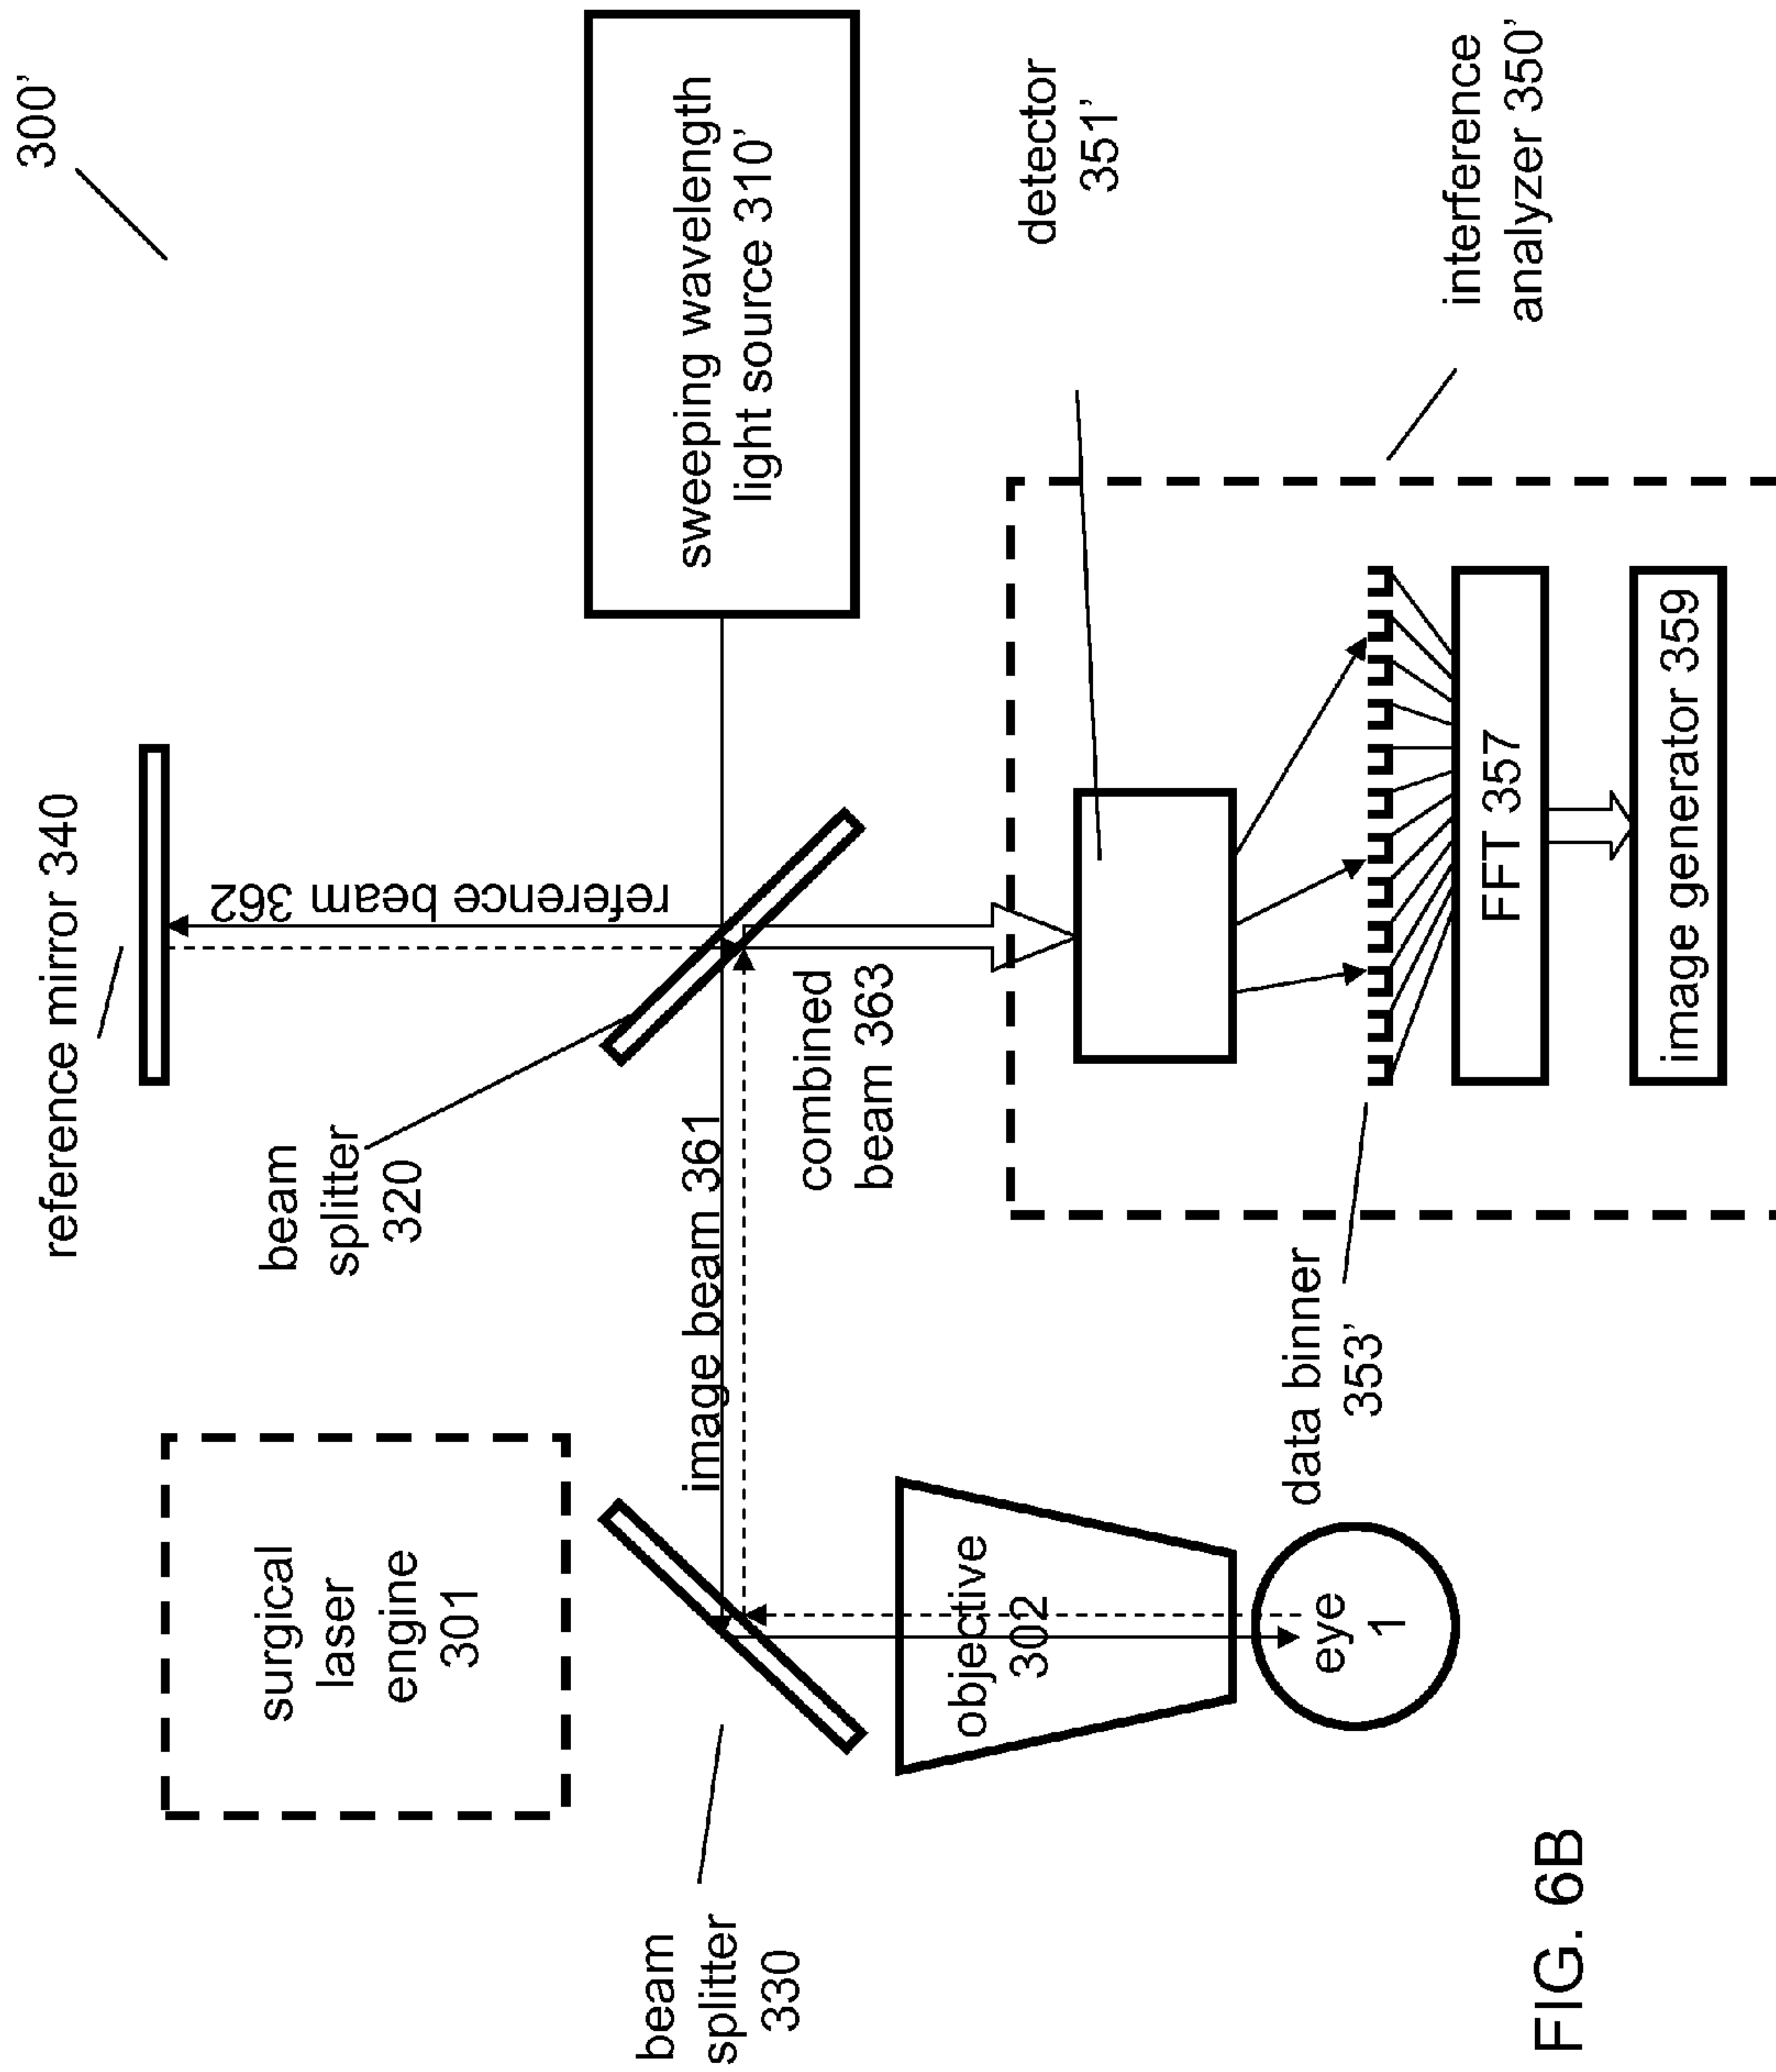 300’
reference mirror 340
surgical
laser
engine
301
beam
splitter
320
reference beam 362
sweeping wavelength
light source 310’
image beam 361
beam
splitter
330
combined
beam 363
objective
302
detector
351’
eye
1
data binner
353’
FFT 357
interference
analyzer 350’
image generator 359
FIG. 6B